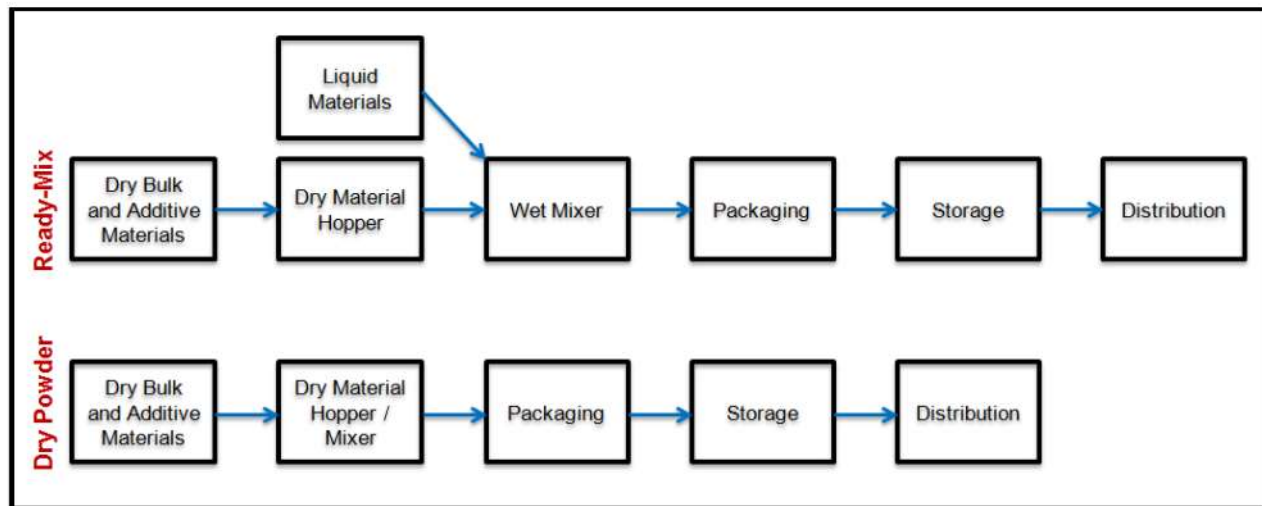 Liquid
Materials
Ready-Mix
Dry Bulk
and Additive
Materials
Dry Material
Hopper
Wet Mixer
Packaging
Storage
Distribution
Dry Powder
Dry Bulk
and Additive
Materials
Dry Material
Hopper /
Mixer
Packaging
Storage
Distribution